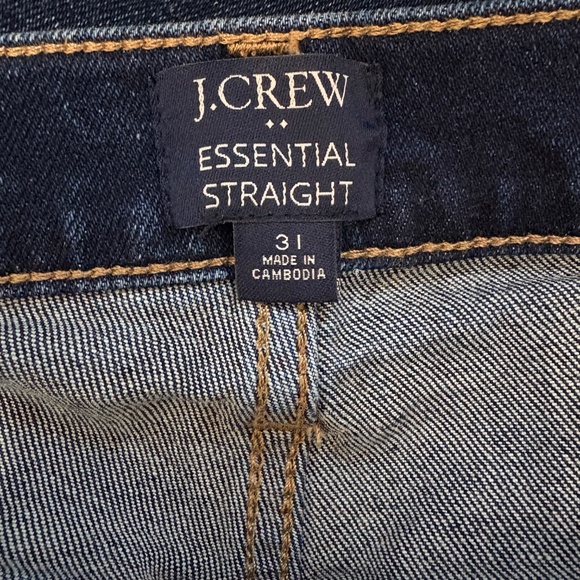 J.CREW
ESSENTIAL
STRAIGHT
31
MADE IN
CAMBODIA